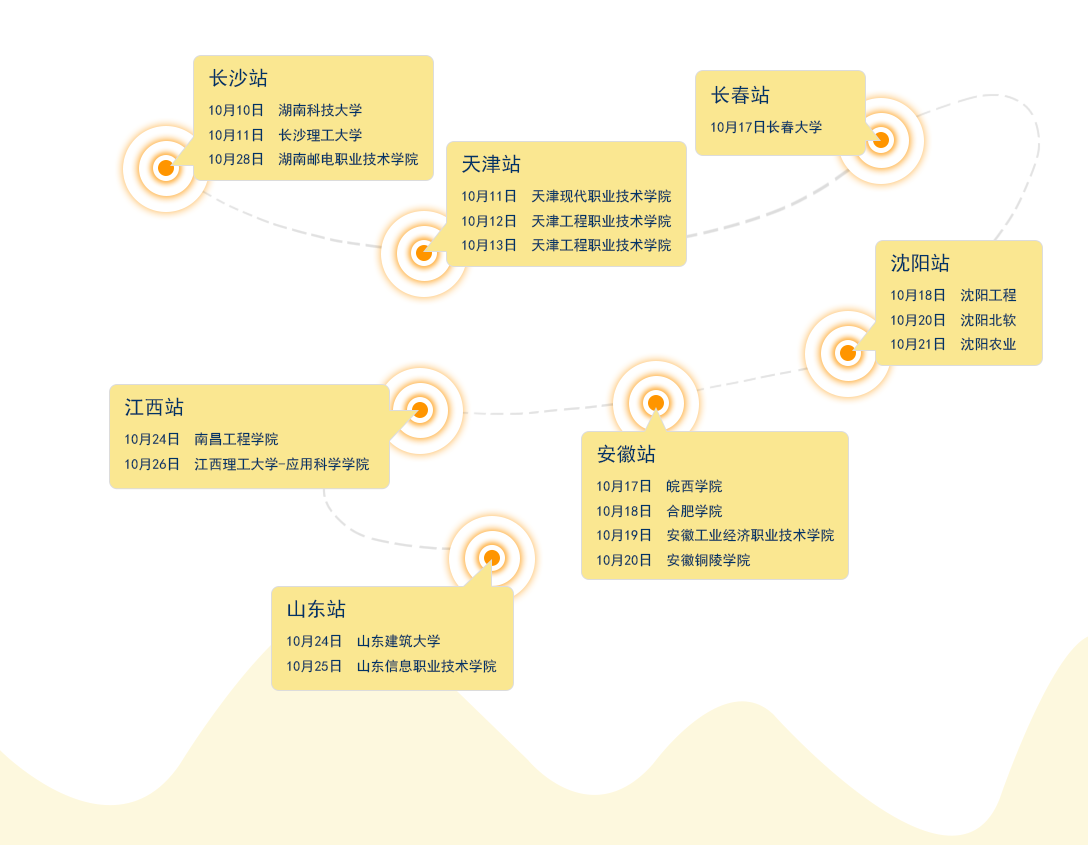 长沙站
10月10日 湖南科技大学
10月11日 长沙理工大学
10月28日 湖南邮电职业技术学院
天津站
10月11日 天津现代职业技术学院
10月12日 天津工程职业技术学院
10月13日 天津工程职业技术学院
长春站
10月17日长春大学
沈阳站
10月18日 沈阳工程
10月20日 沈阳北软
10月21日 沈阳农业
安徽站
10月17日 皖西学院
10月18日 合肥学院
10月19日 安徽工业经济职业技术学院
10月20日 安徽铜陵学院
江西站
10月24日 南昌工程学院
10月26日 江西理工大学-应用科学学院
山东站
10月24日 山东建筑大学
10月25日 山东信息职业技术学院